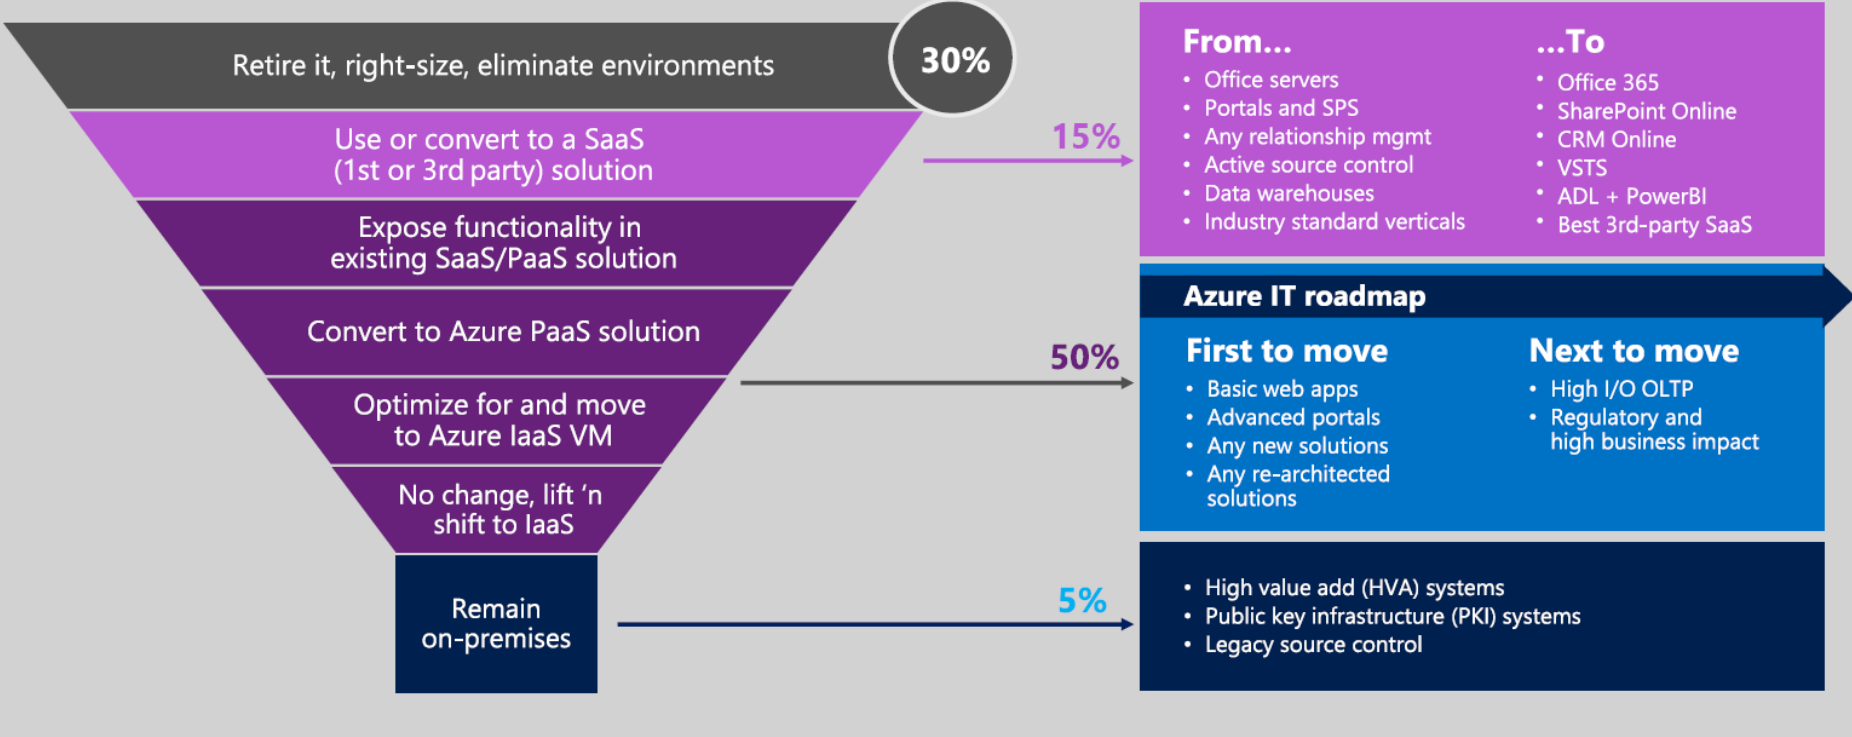 Retire it, right-size, eliminate environments
30%
Use or convert to a SaaS
(1st or 3rd party) solution
Expose functionality in
existing SaaS/PaaS solution
Convert to Azure PaaS solution
Optimize for and move
to Azure IaaS VM
No change, lift ‘n
shift to IaaS
Remain
on-premises
15%
From...
• Office servers
• Portals and SPS
• Any relationship mgmt
• Active source control
• Data warehouses
• Industry standard verticals
...To
• Office 365
• SharePoint Online
• CRM Online
• VSTS
• ADL + PowerBI
• Best 3rd-party SaaS
50%
Azure IT roadmap
First to move
• Basic web apps
• Advanced portals
• Any new solutions
• Any re-architected
solutions
Next to move
• High I/O OLTP
• Regulatory and
high business impact
5%
• High value add (HVA) systems
• Public key infrastructure (PKI) systems
• Legacy source control